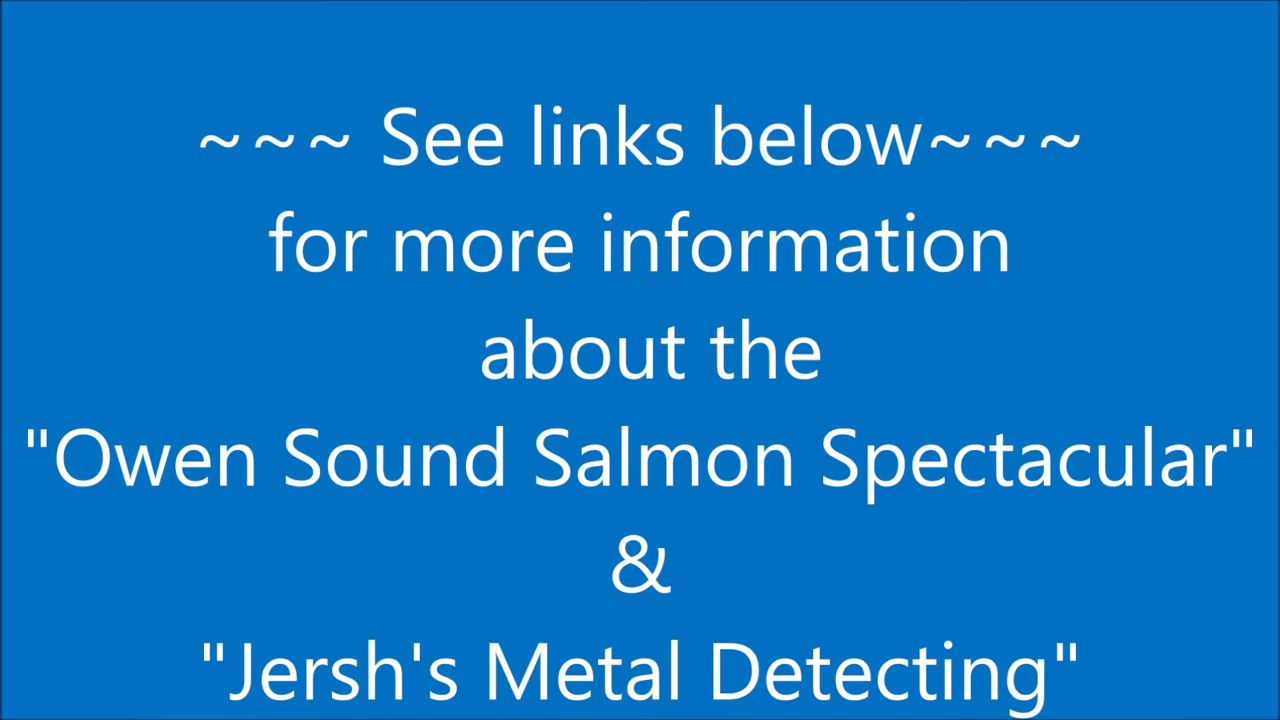 ~~~ See links below~~~
for more information
about the
"Owen Sound Salmon Spectacular"
&
"Jersh's Metal Detecting"